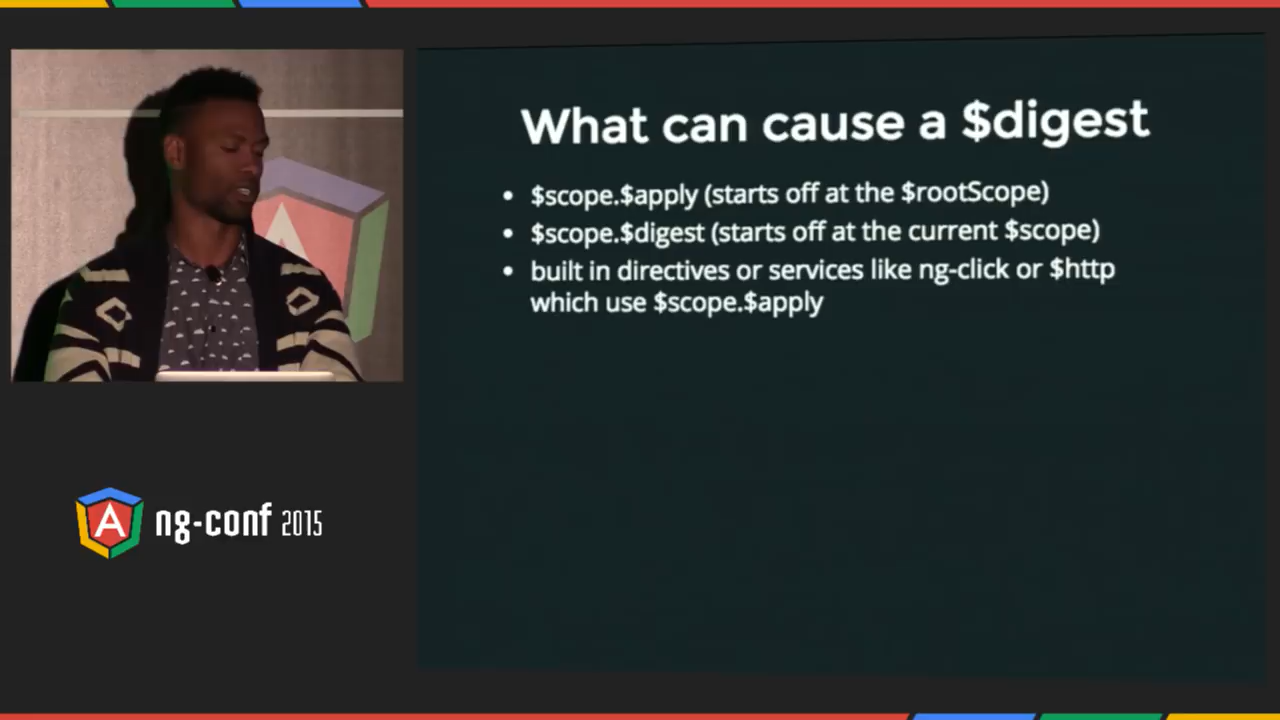 What can cause a $digest
• $scope.$apply (starts off at the $rootScope)
• $scope.$digest (starts off at the current $scope)
• built in directives or services like ng-click or $http
which use $scope.$apply
A
A ng-conf 2015